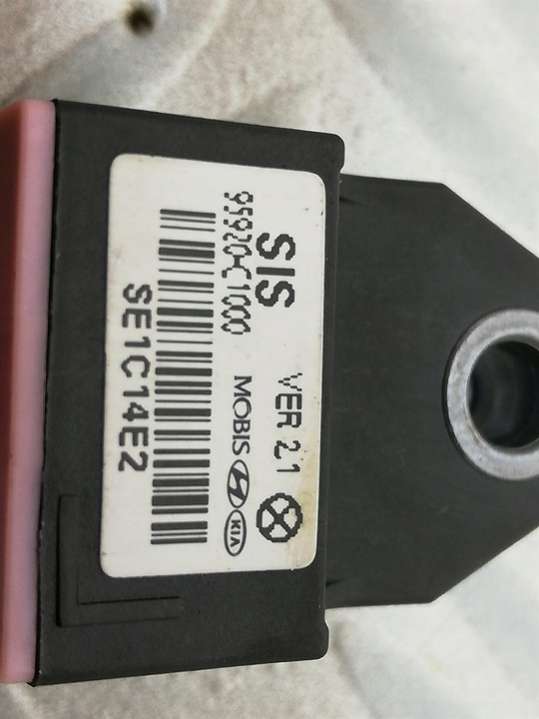 SIS VER 2.1
95920-C1000
MOBIS KIA
SE1C14E2